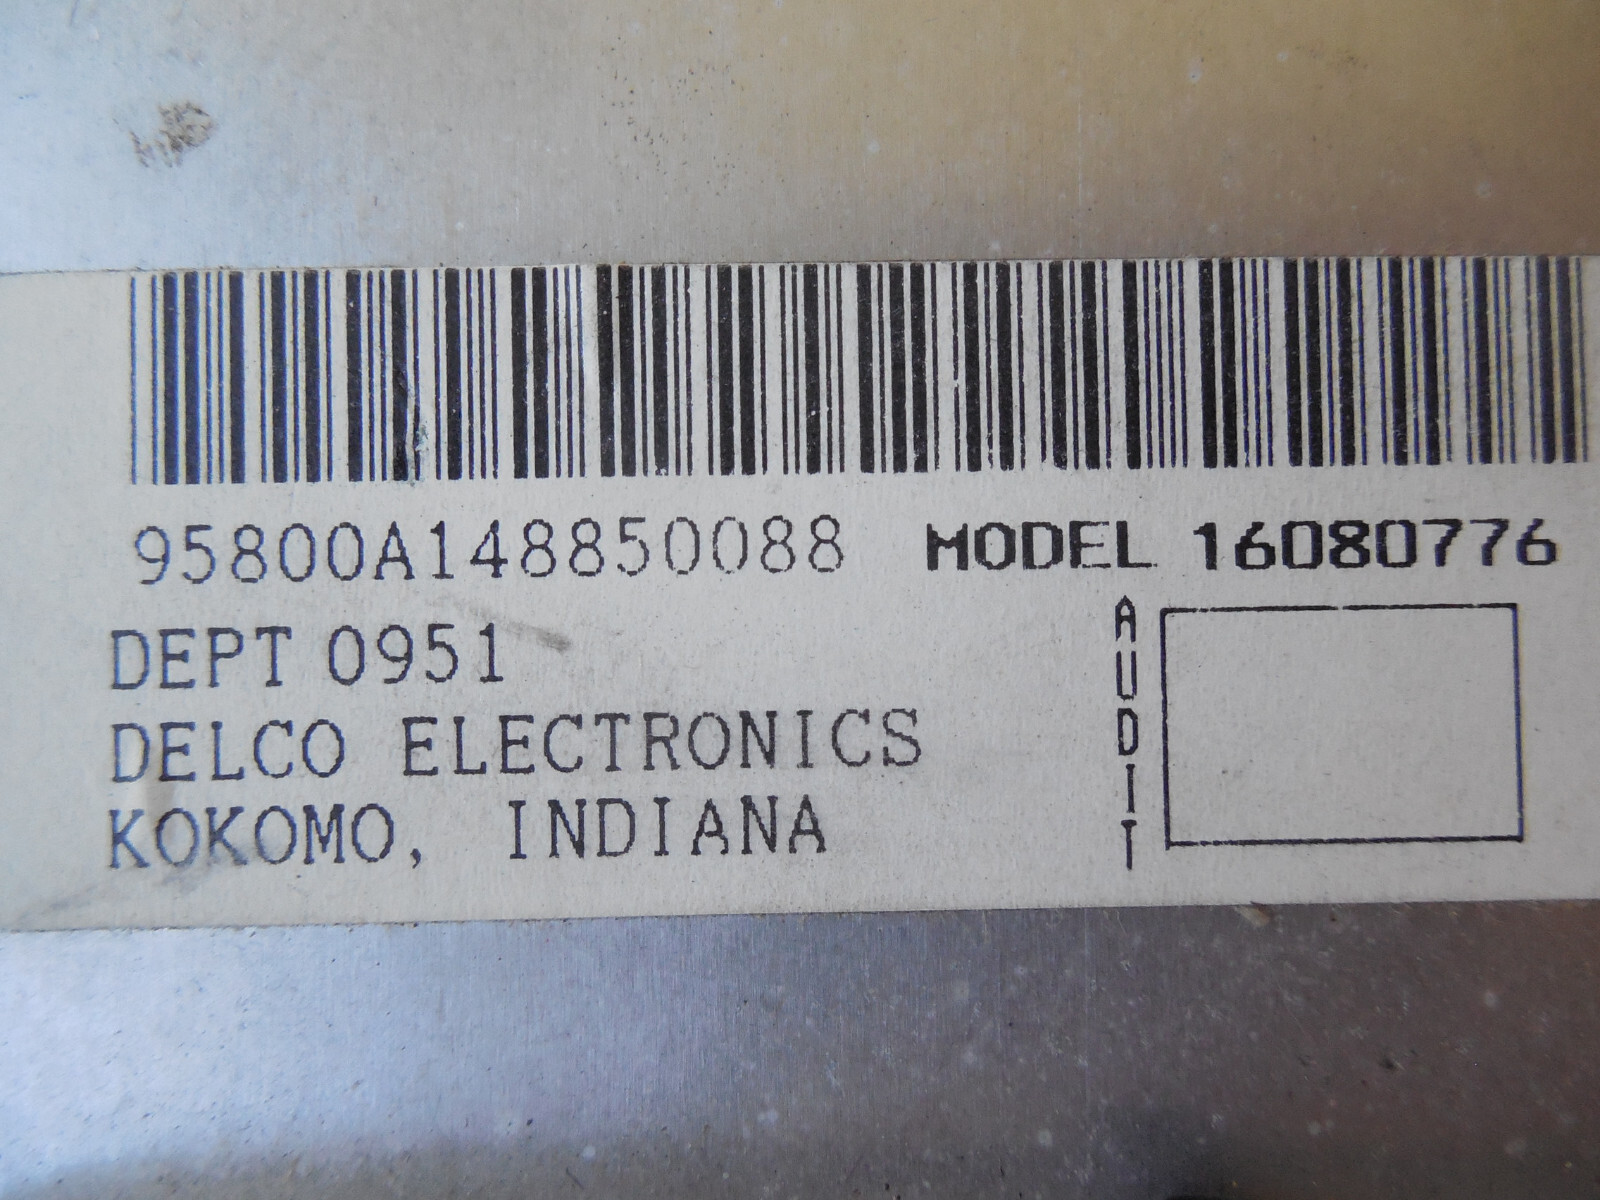 95800A148850088 MODEL 16080776
DEPT 0951
DELCO ELECTRONICS
KOKOMO, INDIANA
AUDIT